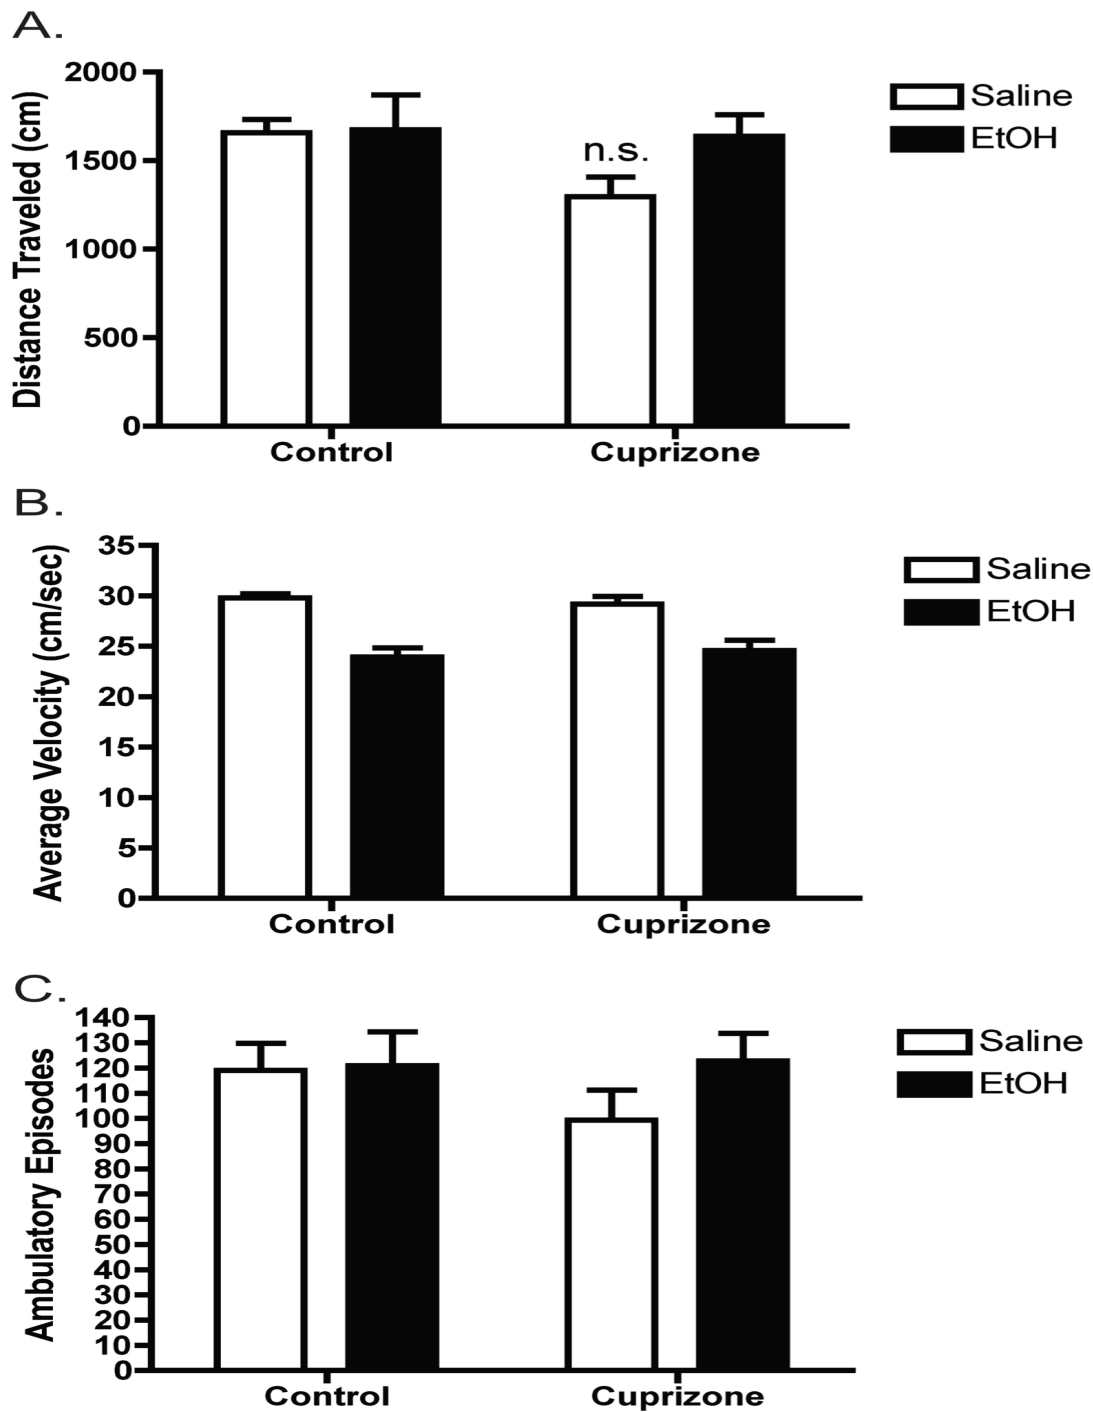 A.
Distance Traveled (cm)
2000
1500
1000
500
0
n.s.
Control
Cuprizone
Saline
EtOH
B.
Average Velocity (cm/sec)
35
30
25
20
15
10
5
0
Control
Cuprizone
Saline
EtOH
C.
Ambulatory Episodes
140
130
120
110
100
90
80
70
60
50
40
30
20
10
0
Control
Cuprizone
Saline
EtOH